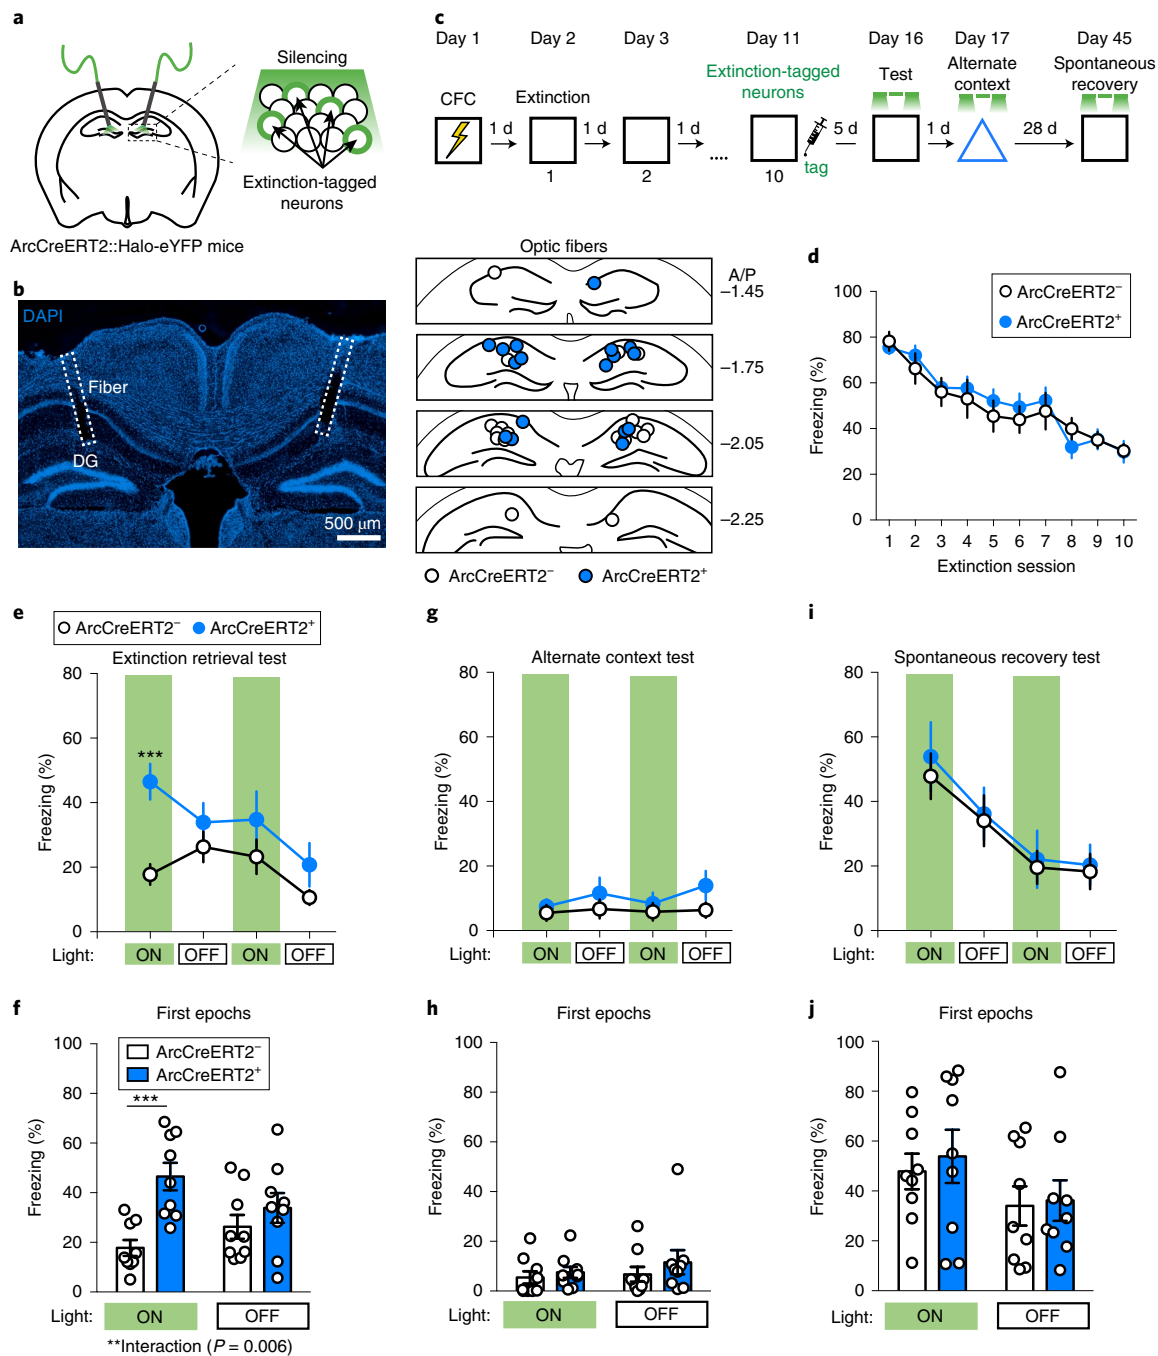 a
Silencing
Extinction-tagged
neurons
ArcCreERT2::Halo-eYFP mice
c
Day 1 Day 2 Day 3 Day 11 Day 16 Day 17 Day 45
Extinction-tagged
neurons
Test
Alternate
context
Spontaneous
recovery
CFC
Extinction
1 d 1 d 1 d .... 5 d 1 d 28 d
tag
1 2 10
b
DAPI
Fiber
DG
500 µm
Optic fibers
A/P
–1.45
–1.75
–2.05
–2.25
ArcCreERT2– ArcCreERT2+
d
ArcCreERT2–
ArcCreERT2+
Freezing (%)
100
80
60
40
20
0
1 2 3 4 5 6 7 8 9 10
Extinction session
e
ArcCreERT2– ArcCreERT2+
Extinction retrieval test
Freezing (%)
80
60
40
20
0
***
Light: ON OFF ON OFF
g
Alternate context test
Freezing (%)
80
60
40
20
0
Light: ON OFF ON OFF
i
Spontaneous recovery test
Freezing (%)
80
60
40
20
0
Light: ON OFF ON OFF
f
First epochs
ArcCreERT2–
ArcCreERT2+
Freezing (%)
100
80
60
40
20
0
***
Light: ON OFF
**Interaction (P = 0.006)
h
First epochs
Freezing (%)
100
80
60
40
20
0
Light: ON OFF
j
First epochs
Freezing (%)
100
80
60
40
20
0
Light: ON OFF